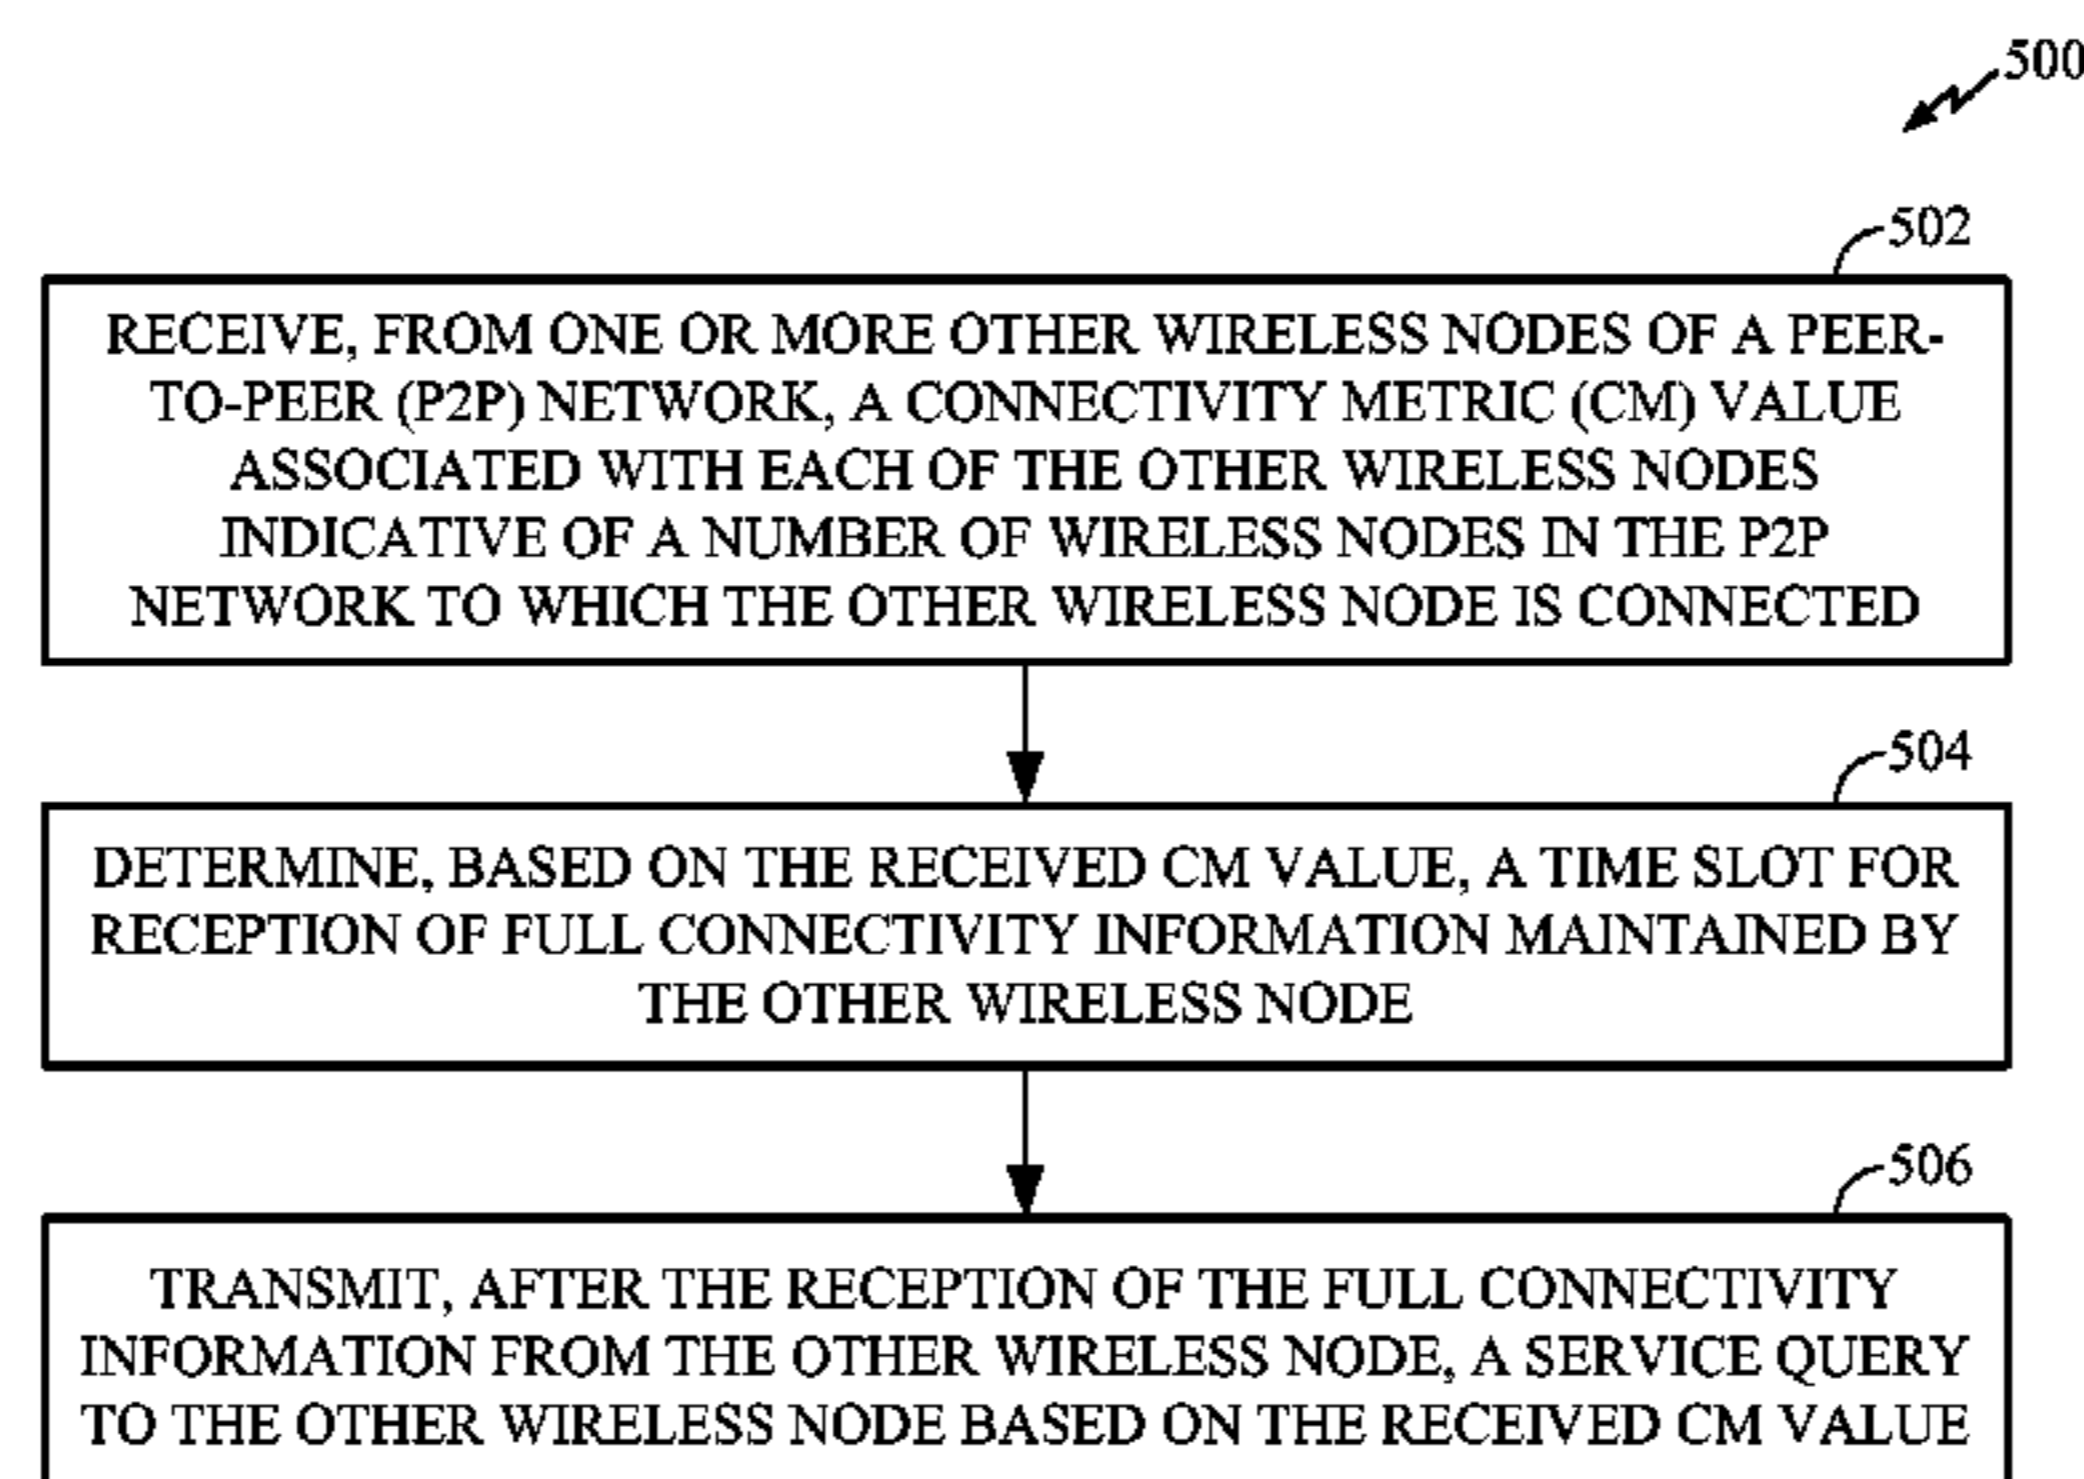 500
502
RECEIVE, FROM ONE OR MORE OTHER WIRELESS NODES OF A PEER-
TO-PEER (P2P) NETWORK, A CONNECTIVITY METRIC (CM) VALUE
ASSOCIATED WITH EACH OF THE OTHER WIRELESS NODES
INDICATIVE OF A NUMBER OF WIRELESS NODES IN THE P2P
NETWORK TO WHICH THE OTHER WIRELESS NODE IS CONNECTED
504
DETERMINE, BASED ON THE RECEIVED CM VALUE, A TIME SLOT FOR
RECEPTION OF FULL CONNECTIVITY INFORMATION MAINTAINED BY
THE OTHER WIRELESS NODE
506
TRANSMIT, AFTER THE RECEPTION OF THE FULL CONNECTIVITY
INFORMATION FROM THE OTHER WIRELESS NODE, A SERVICE QUERY
TO THE OTHER WIRELESS NODE BASED ON THE RECEIVED CM VALUE